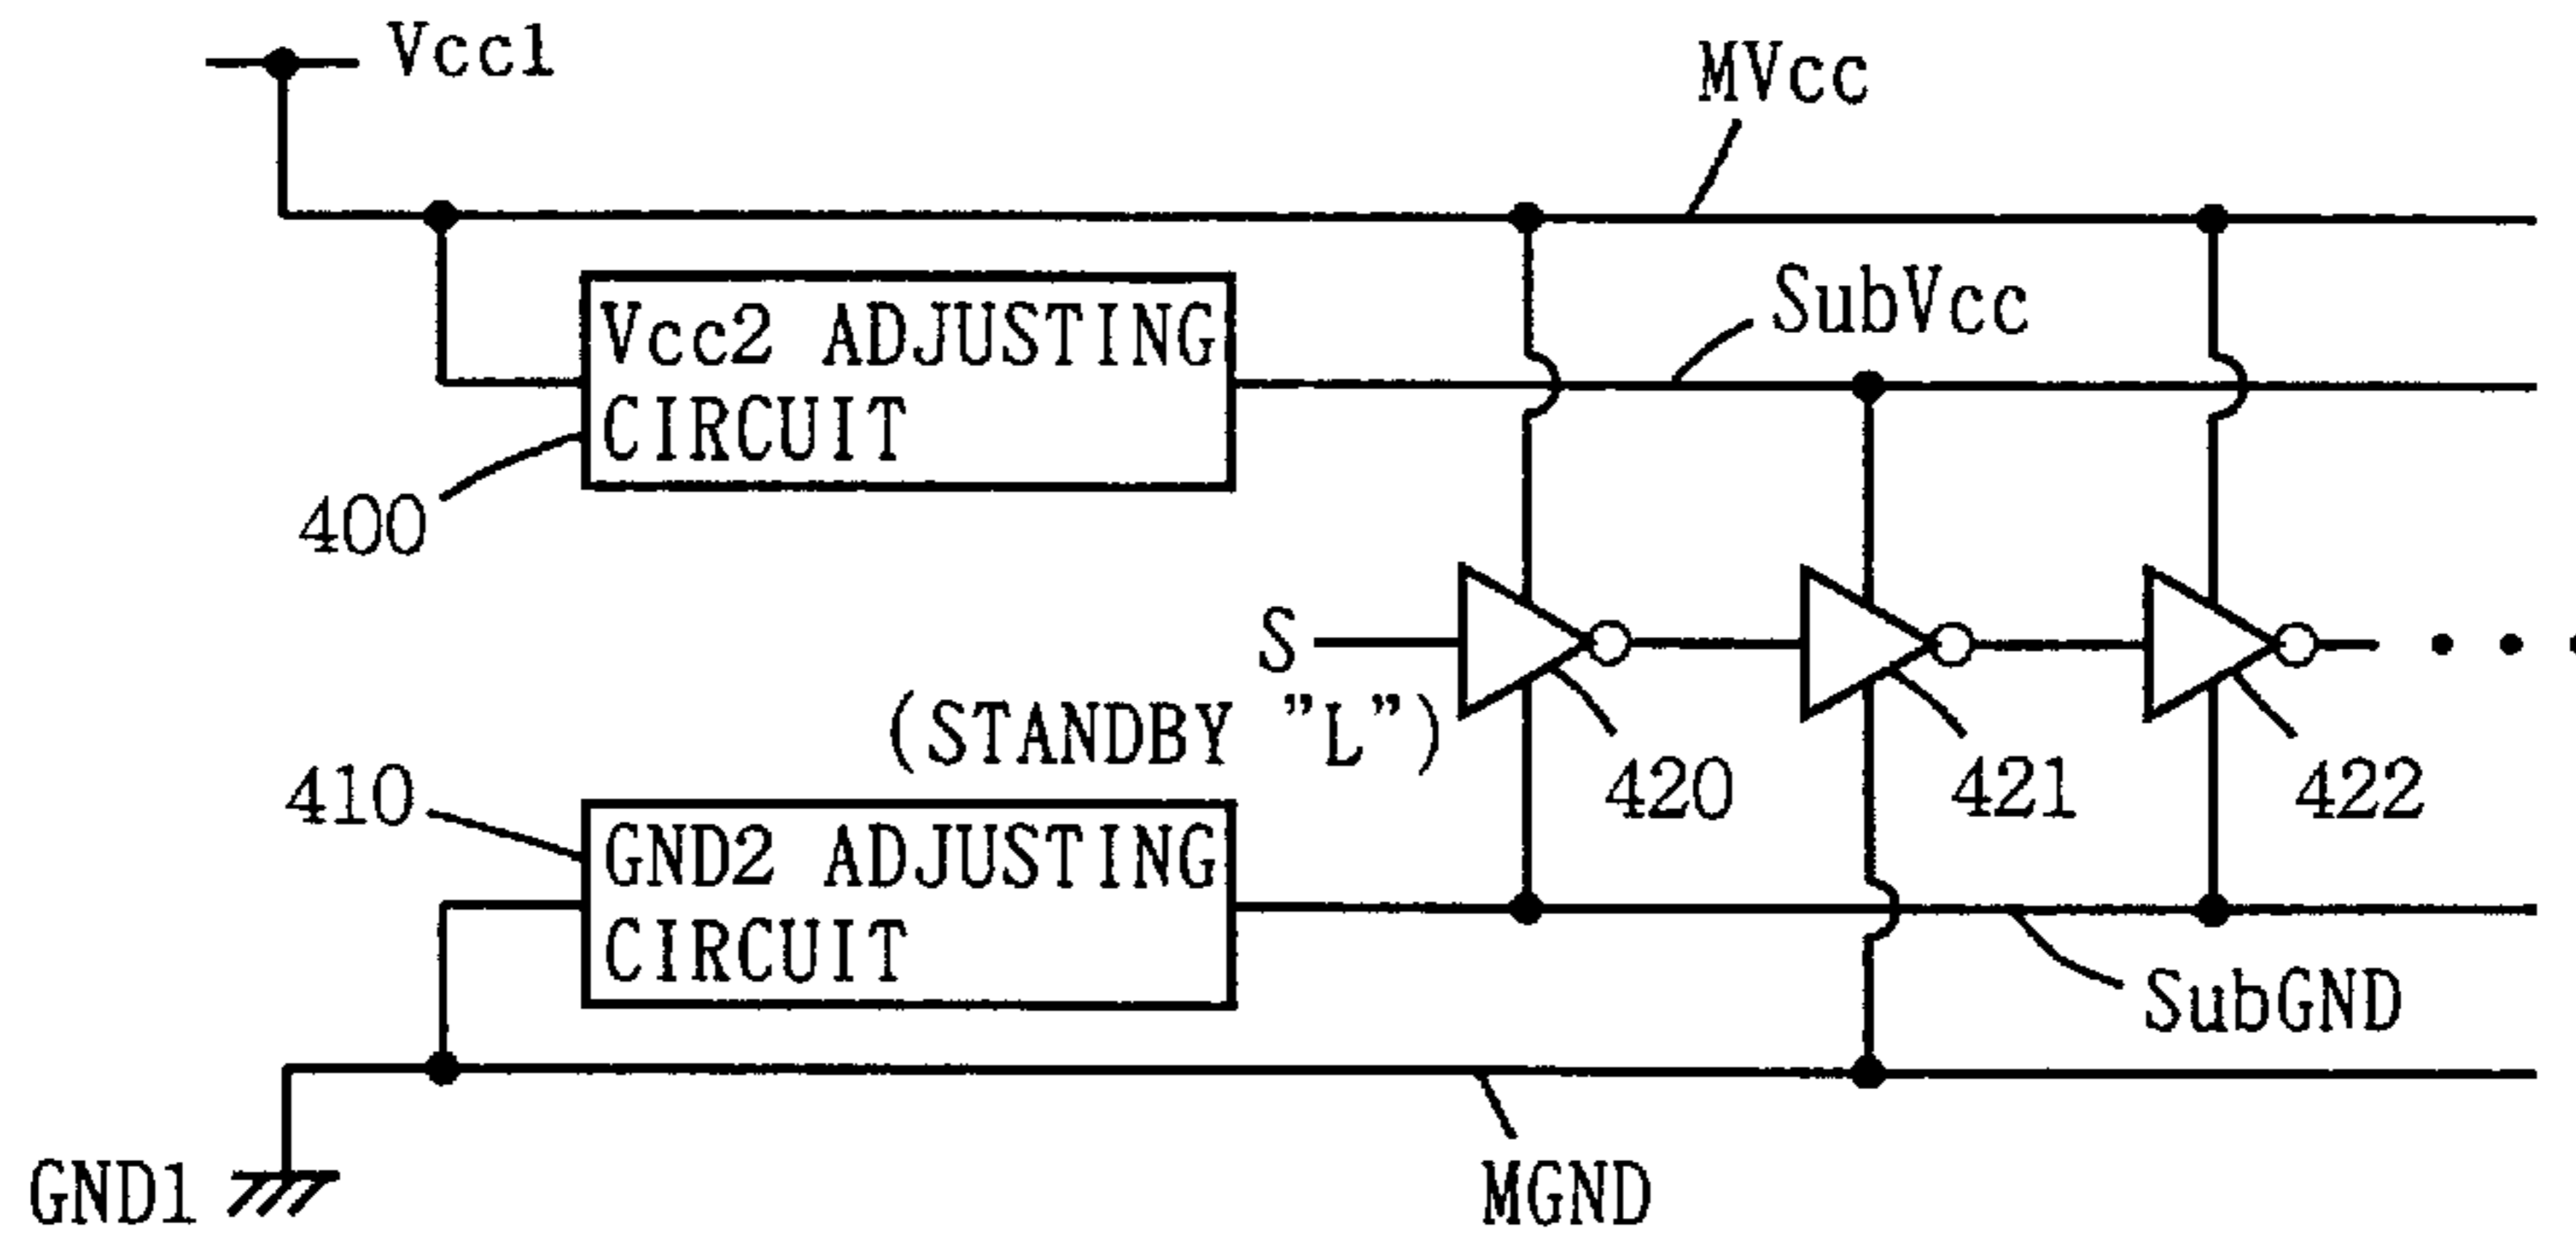 Vcc1
MVcc
SubVcc
Vcc2 ADJUSTING
CIRCUIT
400
S
(STANDBY "L")
420
421
422
410
GND2 ADJUSTING
CIRCUIT
SubGND
GND1
MGND